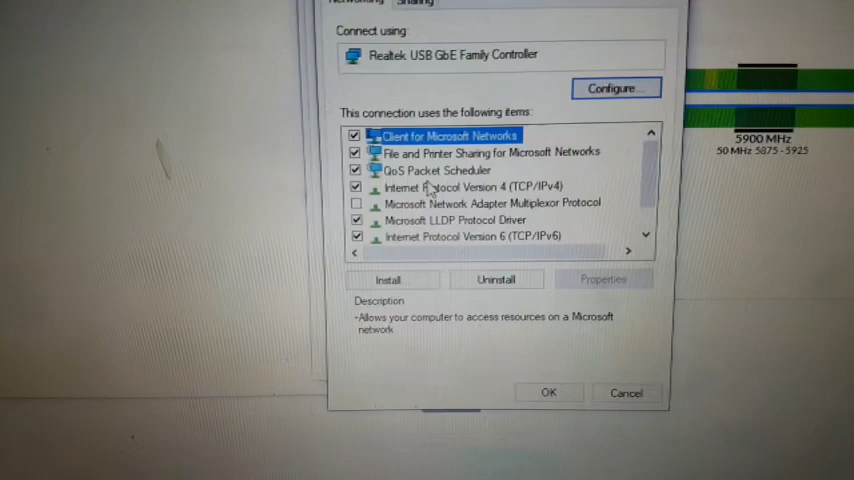 Networking Sharing
Connect using:
Realtek USB GbE Family Controller
Configure...
This connection uses the following items:
Client for Microsoft Networks
File and Printer Sharing for Microsoft Networks
QoS Packet Scheduler
Internet Protocol Version 4 (TCP/IPv4)
Microsoft Network Adapter Multiplexor Protocol
Microsoft LLDP Protocol Driver
Internet Protocol Version 6 (TCP/IPv6)
Install
Uninstall
Properties
Description
-Allows your computer to access resources on a Microsoft
network
OK
Cancel
5900 MHz
50 MHz 5875 - 5925